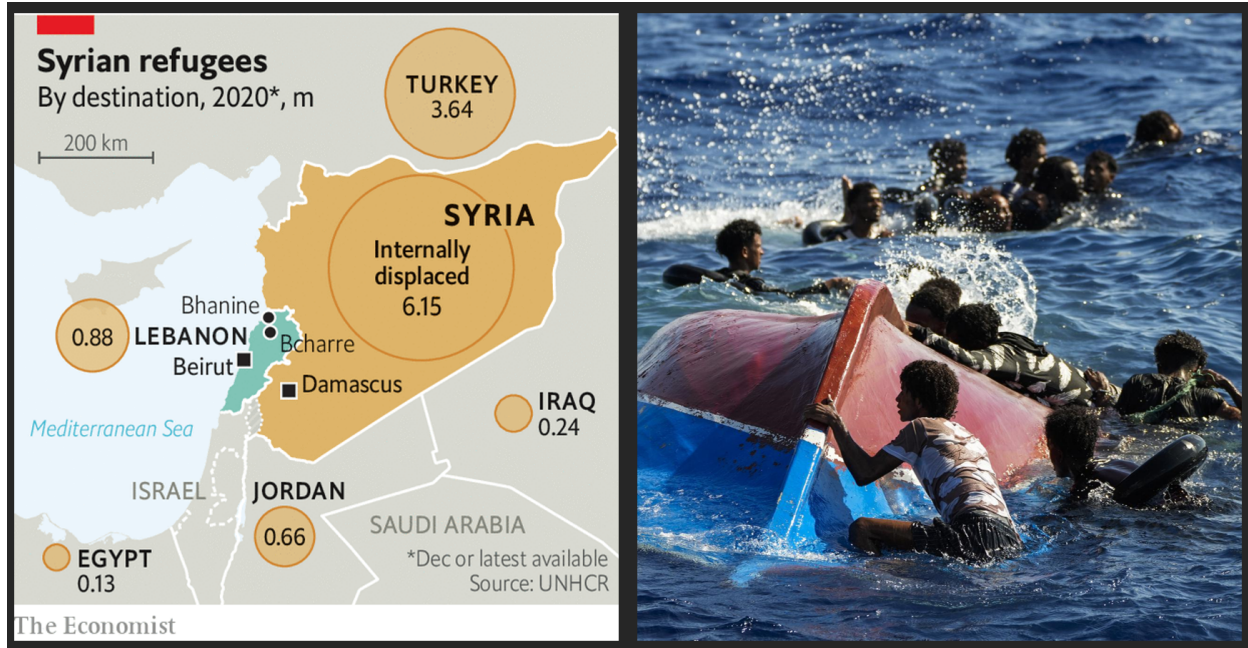 Syrian refugees
By destination, 2020*, m
200 km
TURKEY
3.64
SYRIA
Internally
displaced
6.15
Bhanine
0.88
LEBANON
Bcharre
Beirut
Damascus
IRAQ
0.24
Mediterranean Sea
ISRAEL
JORDAN
0.66
SAUDI ARABIA
EGYPT
0.13
*Dec or latest available
Source: UNHCR
The Economist